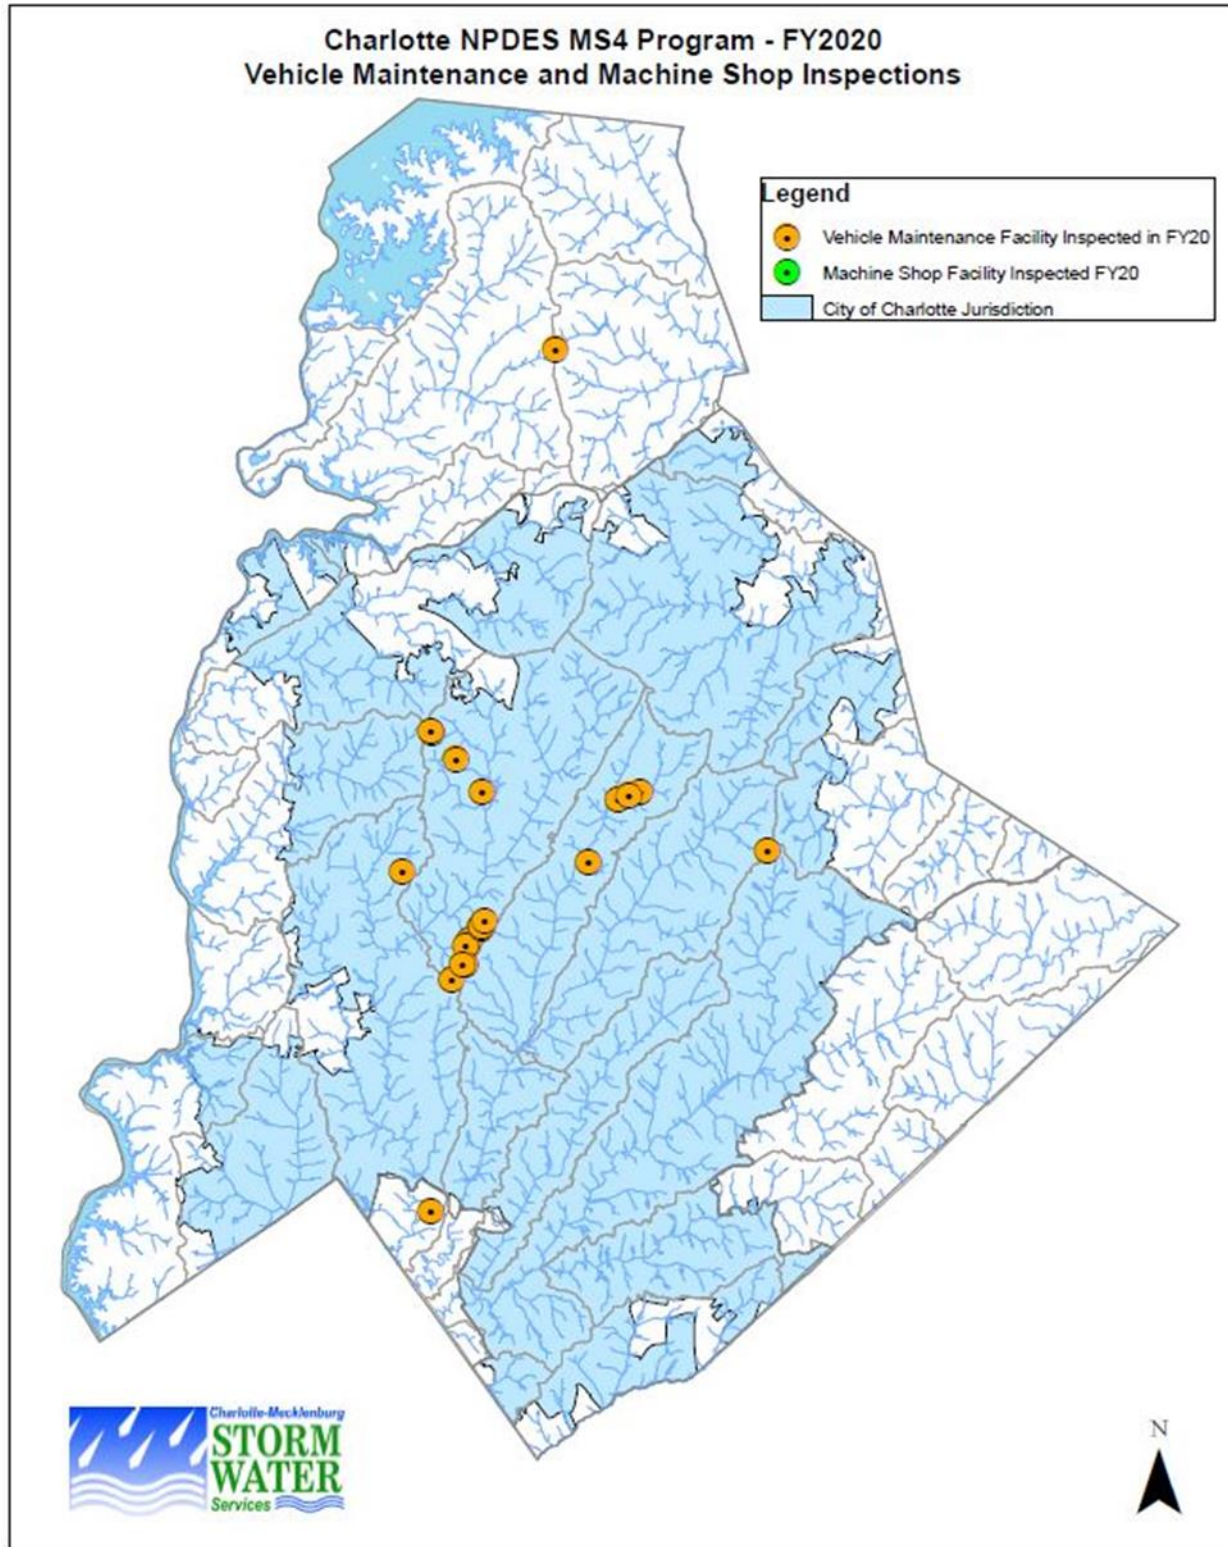 Charlotte NPDES MS4 Program - FY2020
Vehicle Maintenance and Machine Shop Inspections
Legend
Vehicle Maintenance Facility Inspected in FY20
Machine Shop Facility Inspected FY20
City of Charlotte Jurisdiction
Charlotte-Mecklenburg
STORM
WATER
Services
N